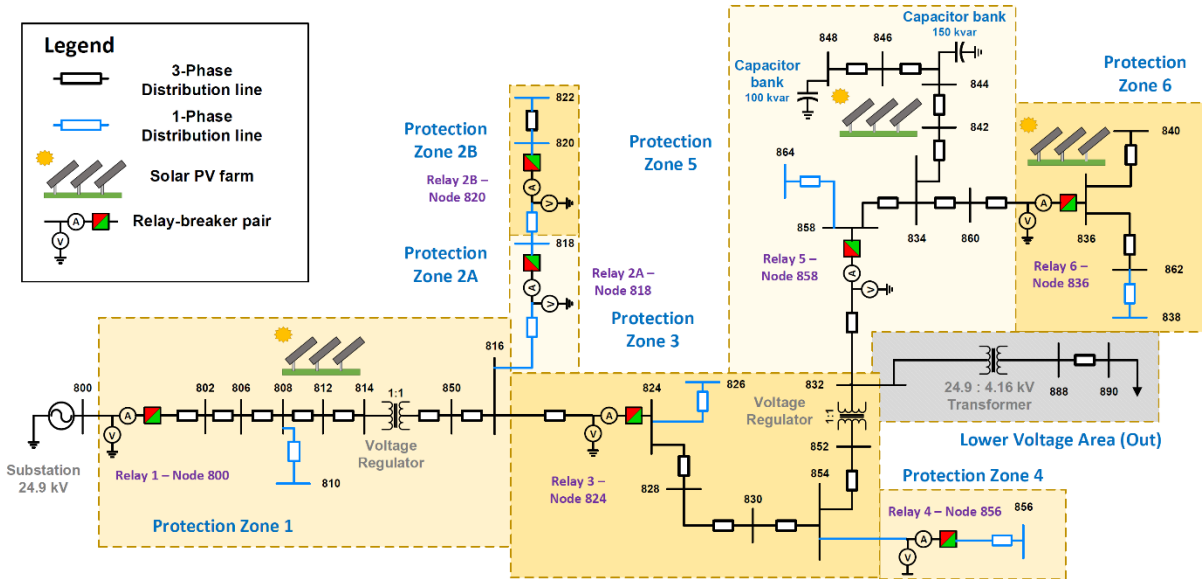 Legend
3-Phase
Distribution line
1-Phase
Distribution line
Solar PV farm
A
V
Relay-breaker pair
Protection
Zone 2B
Relay 2B –
Node 820
822
820
A
V
Protection
Zone 2A
818
Relay 2A –
Node 818
A
V
Protection
Zone 3
Protection
Zone 5
Capacitor bank
150 kvar
848
846
Capacitor
bank
100 kvar
844
842
864
858
834
860
Relay 5 –
Node 858
A
V
Protection
Zone 6
840
A
V
836
Relay 6 –
Node 836
862
838
832
24.9 : 4.16 kV
Transformer
888
890
Lower Voltage Area (Out)
800
Substation
24.9 kV
A
V
Relay 1 – Node 800
802
806
808
812
814
1:1
Voltage
Regulator
850
816
810
Protection Zone 1
A
V
824
826
Relay 3 –
Node 824
828
830
Voltage
Regulator
1:1
852
854
Protection Zone 4
Relay 4 – Node 856
856
A
V